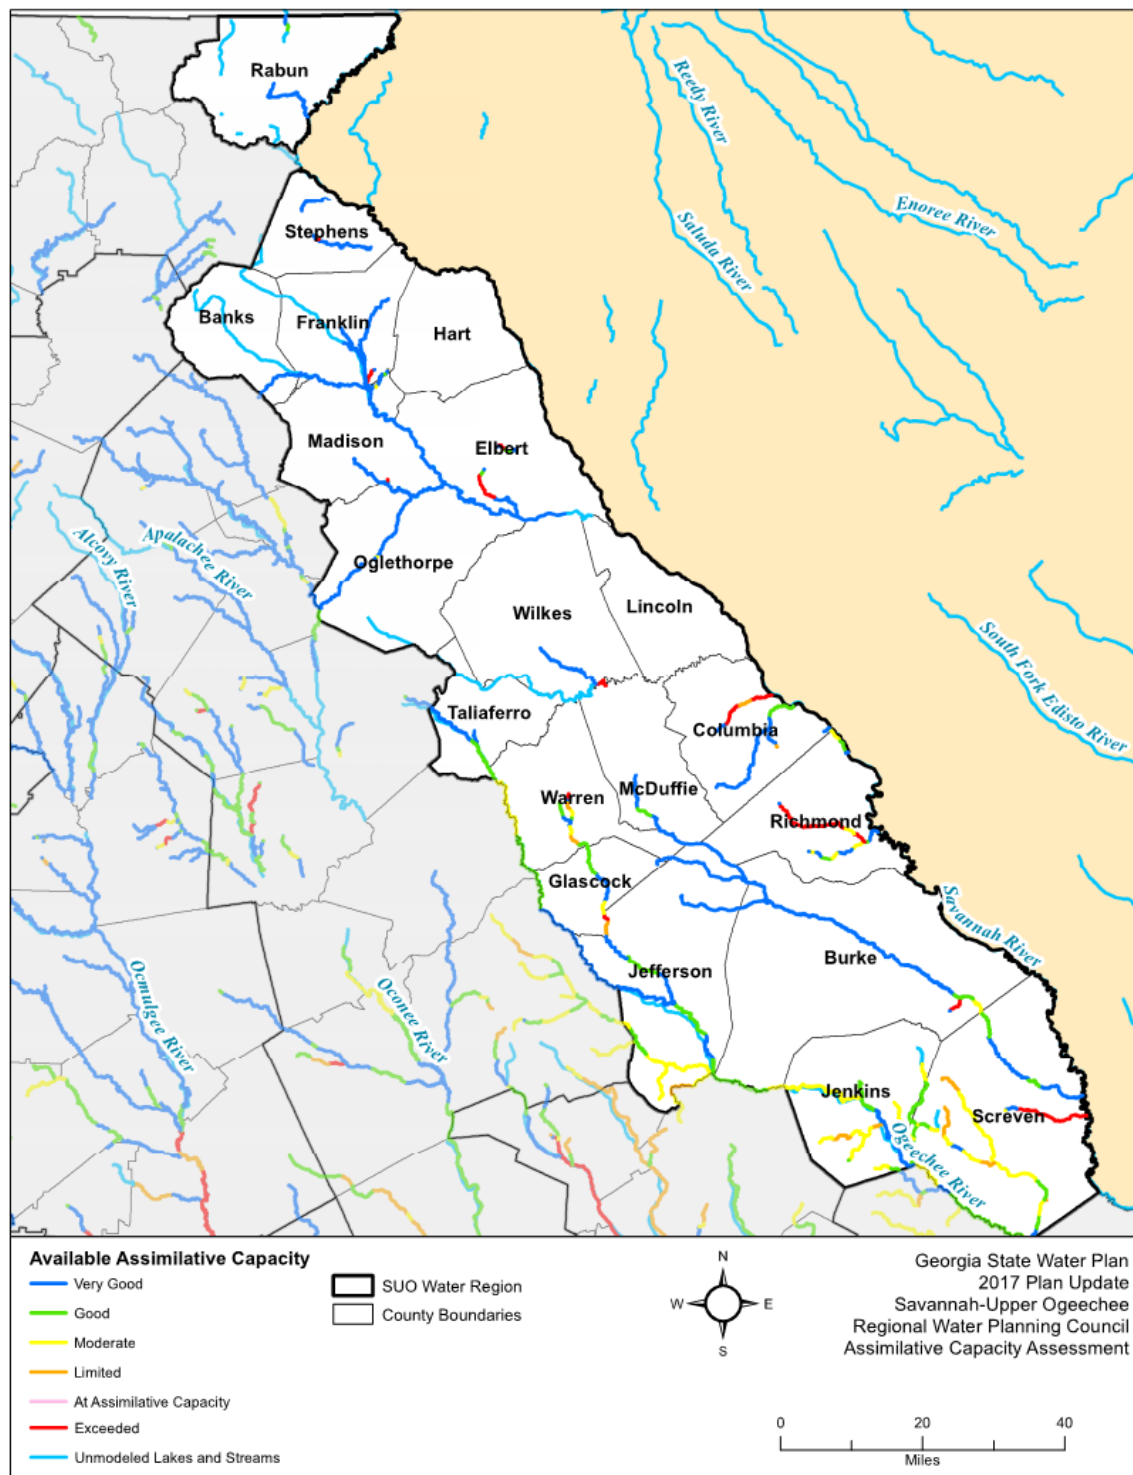 Rabun
Reedy River
Enoree River
Saluda River
Stephens
Banks
Franklin
Hart
Madison
Elbert
Alcovy River
Apalachee River
Oglethorpe
Wilkes
Lincoln
South Fork Edisto River
Taliaferro
Columbia
Warren
McDuffie
Richmond
Glascock
Savannah River
Jefferson
Burke
Ocmulgee River
Oconee River
Jenkins
Screven
Ogeechee River
Available Assimilative Capacity
Very Good
Good
Moderate
Limited
At Assimilative Capacity
Exceeded
Unmodeled Lakes and Streams
SUO Water Region
County Boundaries
N
W
E
S
Georgia State Water Plan
2017 Plan Update
Savannah-Upper Ogeechee
Regional Water Planning Council
Assimilative Capacity Assessment
0 20 40
Miles